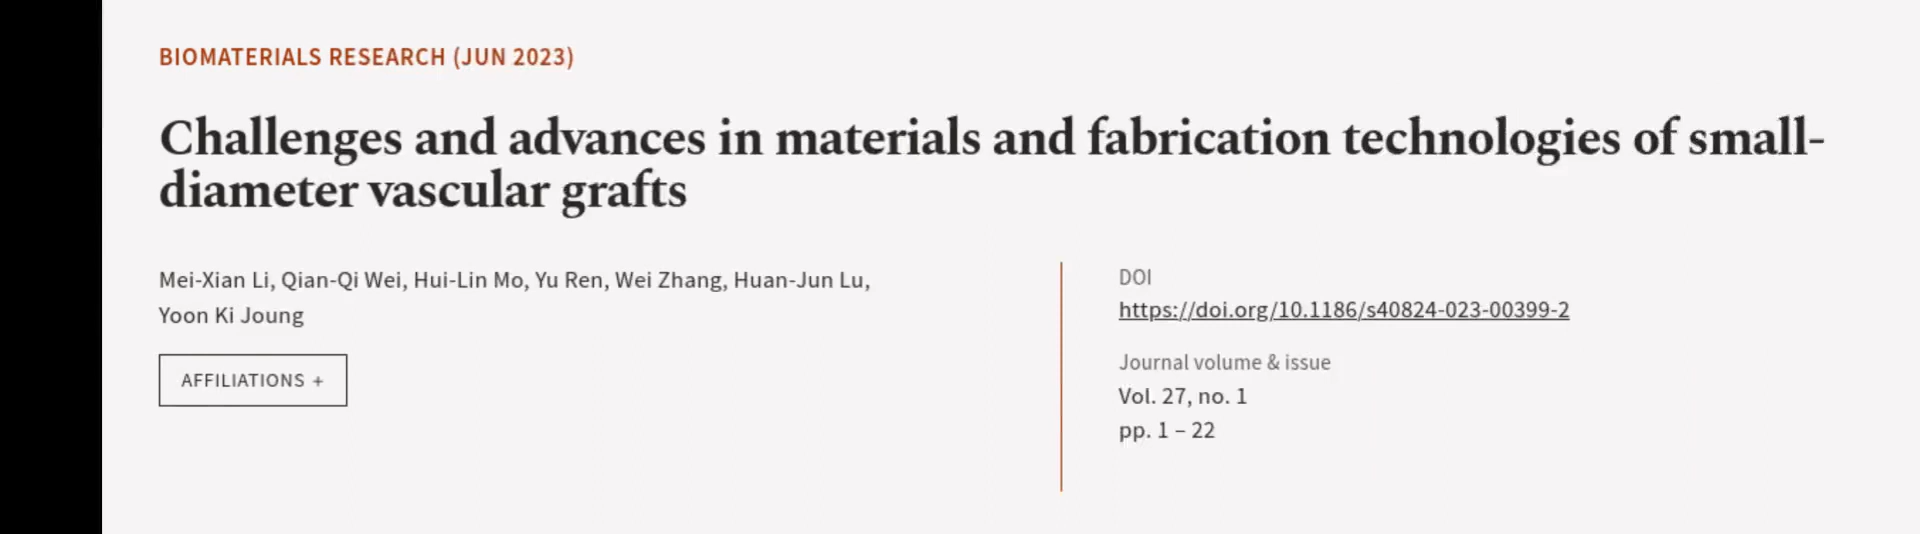 BIOMATERIALS RESEARCH (JUN 2023)
Challenges and advances in materials and fabrication technologies of small-
diameter vascular grafts
Mei-Xian Li, Qian-Qi Wei, Hui-Lin Mo, Yu Ren, Wei Zhang, Huan-Jun Lu,
Yoon Ki Joung
AFFILIATIONS +
DOI
https://doi.org/10.1186/s40824-023-00399-2
Journal volume & issue
Vol. 27, no. 1
pp. 1 – 22